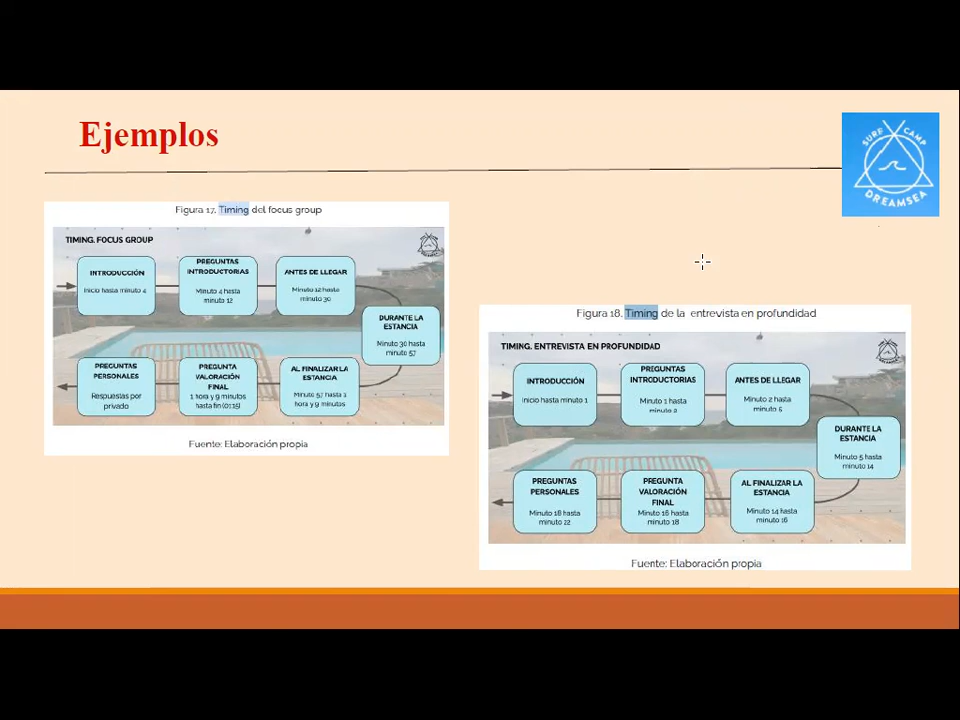 Ejemplos
SURF CAMP
DREAMSEA
Figura 17. Timing del focus group
TIMING. FOCUS GROUP
INTRODUCCIÓN
Inicio hasta minuto 4
PREGUNTAS
INTRODUCTORIAS
Minuto 4 hasta
minuto 12
ANTES DE LLEGAR
Minuto 12 hasta
minuto 30
DURANTE LA
ESTANCIA
Minuto 30 hasta
minuto 57
AL FINALIZAR LA
ESTANCIA
Minuto 57 hasta 1
hora y 9 minutos
PREGUNTA
VALORACIÓN
FINAL
1 hora y 9 minutos
hasta fin (01:15)
PREGUNTAS
PERSONALES
Respuestas por
privado
Fuente: Elaboración propia
Figura 18. Timing de la entrevista en profundidad
TIMING. ENTREVISTA EN PROFUNDIDAD
INTRODUCCIÓN
Inicio hasta minuto 1
PREGUNTAS
INTRODUCTORIAS
Minuto 1 hasta
minuto 2
ANTES DE LLEGAR
Minuto 2 hasta
minuto 5
DURANTE LA
ESTANCIA
Minuto 5 hasta
minuto 14
AL FINALIZAR LA
ESTANCIA
Minuto 14 hasta
minuto 16
PREGUNTA
VALORACIÓN
FINAL
Minuto 16 hasta
minuto 18
PREGUNTAS
PERSONALES
Minuto 18 hasta
minuto 22
Fuente: Elaboración propia